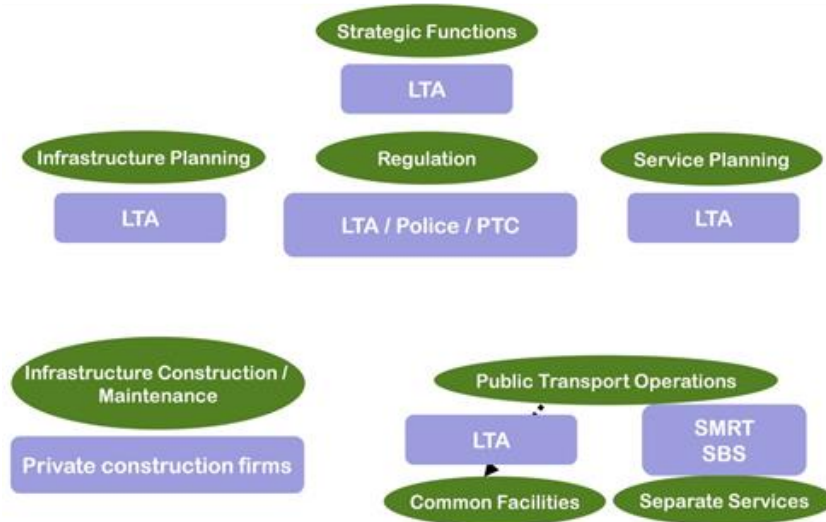 Strategic Functions
LTA
Infrastructure Planning
Regulation
Service Planning
LTA
LTA / Police / PTC
LTA
Infrastructure Construction /
Maintenance
Public Transport Operations
Private construction firms
LTA
SMRT
SBS
Common Facilities
Separate Services